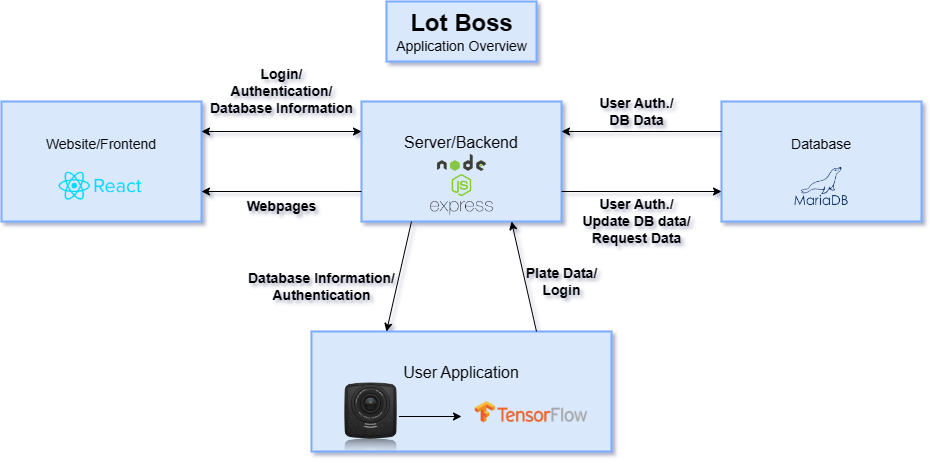 Lot Boss
Application Overview
Login/
Authentication/
Database Information
User Auth./
DB Data
Website/Frontend
React
Server/Backend
node
JS
express
Database
MariaDB
Webpages
User Auth./
Update DB data/
Request Data
Database Information/
Authentication
Plate Data/
Login
User Application
TensorFlow